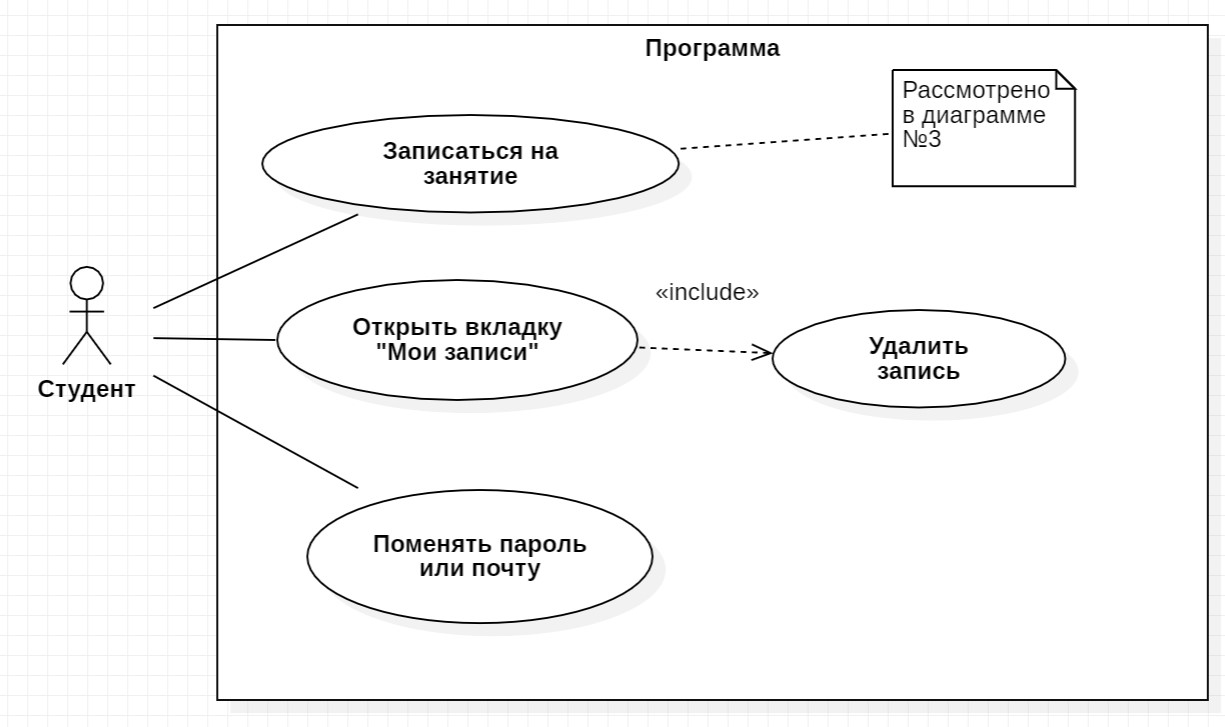 Программа
Рассмотрено
в диаграмме
№3
Записаться на
занятие
«include»
Открыть вкладку
"Мои записи"
Удалить
запись
Студент
Поменять пароль
или почту